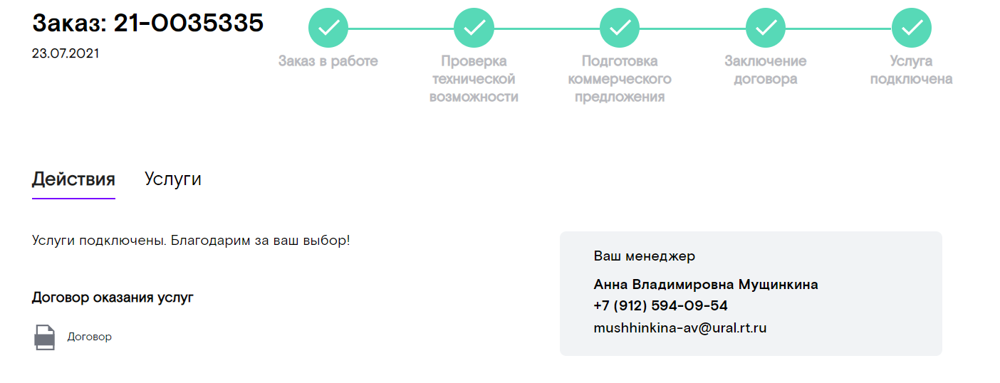 Заказ: 21-0035335
23.07.2021
Заказ в работе
Проверка
технической
возможности
Подготовка
коммерческого
предложения
Заключение
договора
Услуга
подключена
Действия
Услуги
Услуги подключены. Благодарим за ваш выбор!
Договор оказания услуг
Договор
Ваш менеджер
Анна Владимировна Мущинкина
+7 (912) 594-09-54
mushhinkina-av@ural.rt.ru